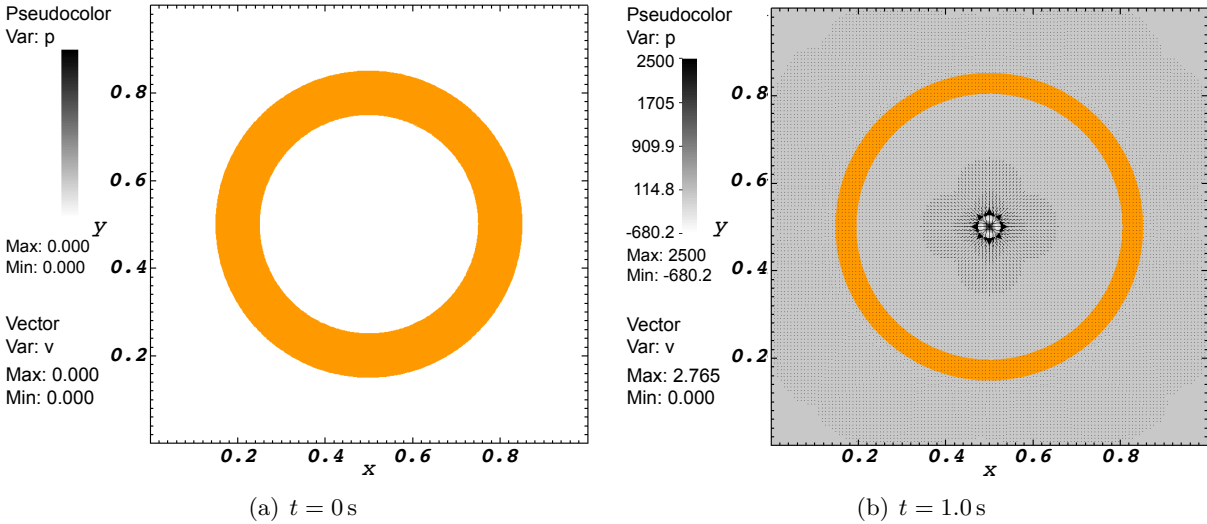 Pseudocolor
Var: p
Max: 0.000
Min: 0.000
Vector
Var: v
Max: 0.000
Min: 0.000
y
0.8
0.6
0.4
0.2
0.2 0.4 0.6 0.8
x
(a) t = 0 s
Pseudocolor
Var: p
2500
1705
909.9
114.8
-680.2
Max: 2500
Min: -680.2
Vector
Var: v
Max: 2.765
Min: 0.000
y
0.8
0.6
0.4
0.2
0.2 0.4 0.6 0.8
x
(b) t = 1.0 s